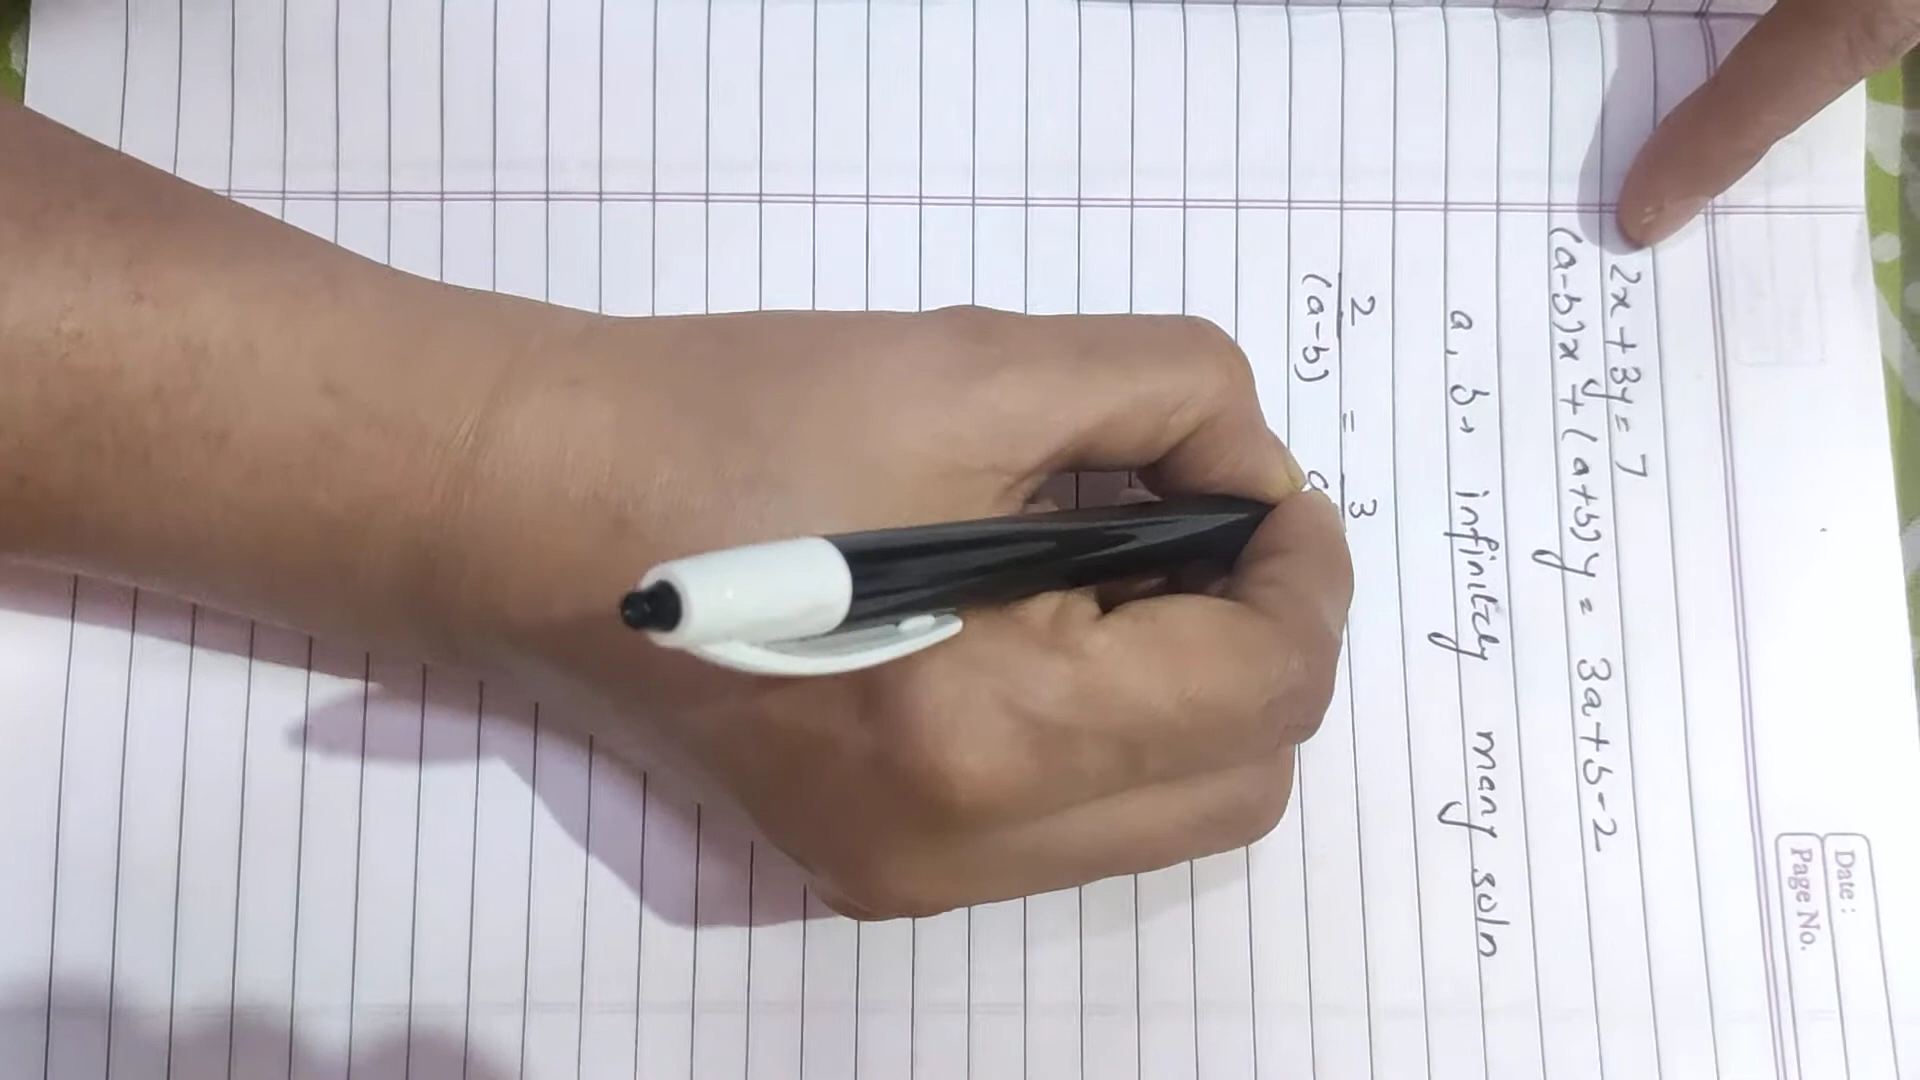 Date :
Page No.
2x + 3y = 7
(a-b)x + (a+b)y = 3a+b-2
a, b → infinitely many soln
2 = 3
(a-b) a